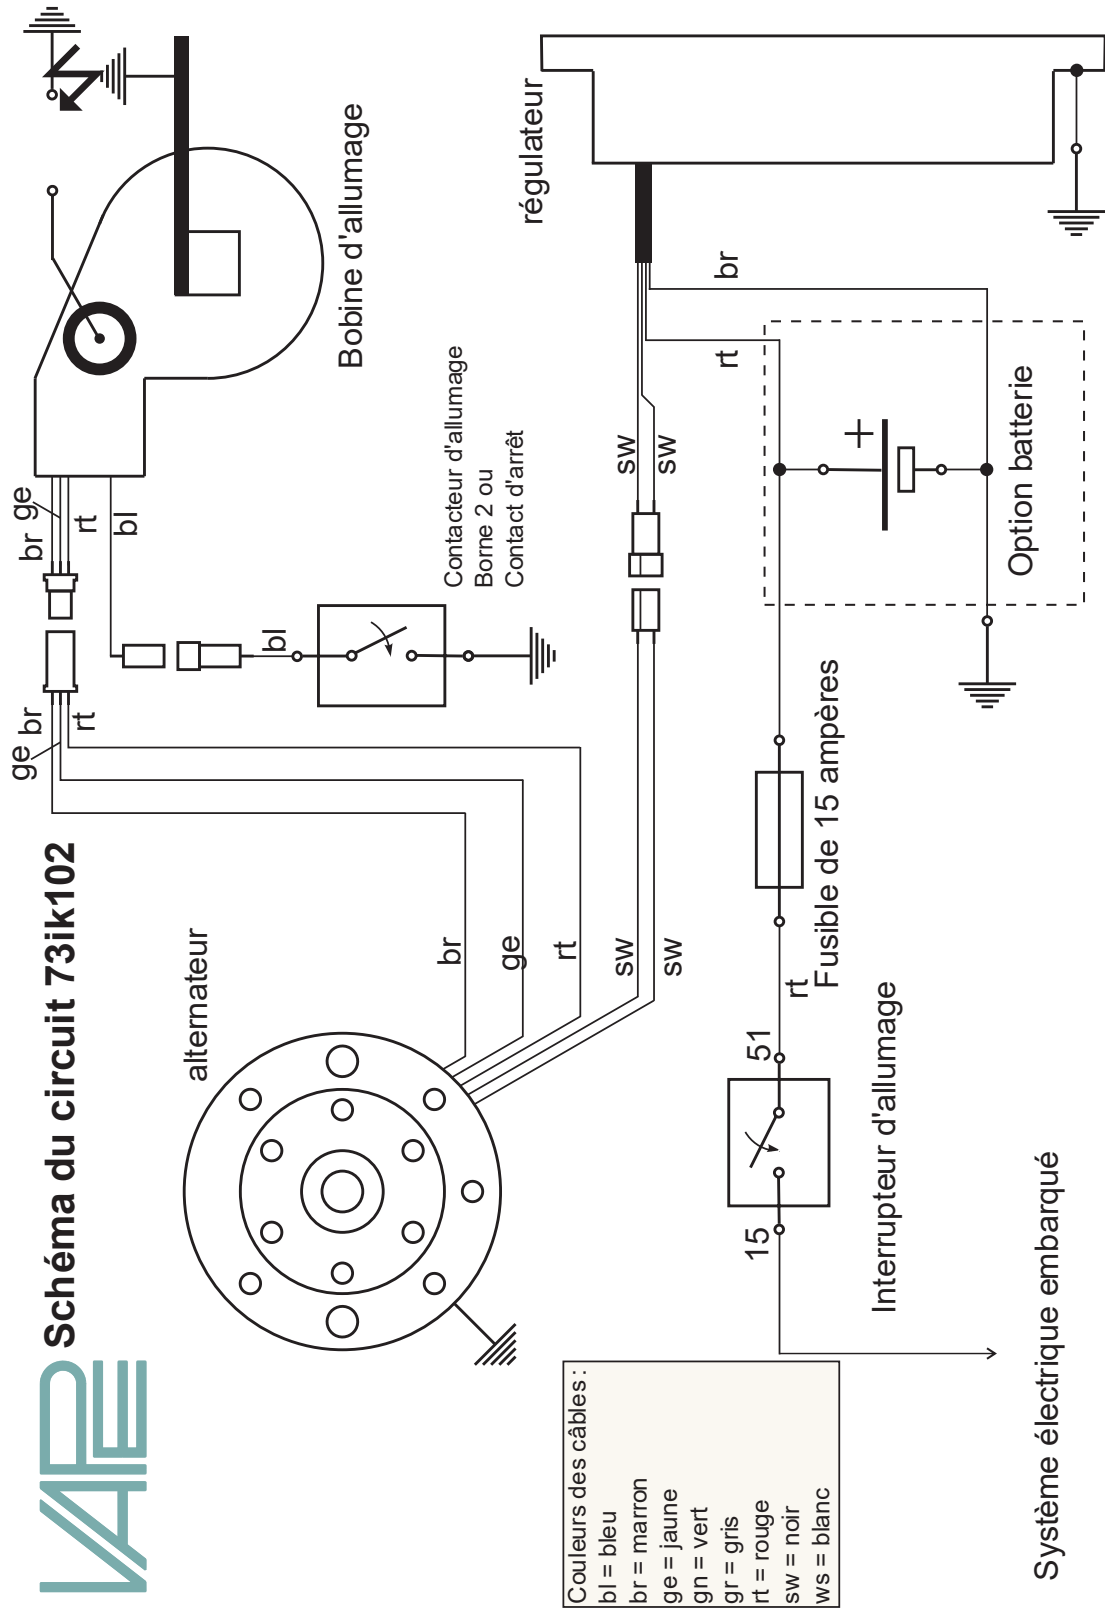 VAPE
Schéma du circuit 73ik102
ge
br
rt
br
ge
rt
bl
bl
alternateur
Bobine d'allumage
Contacteur d'allumage
Borne 2 ou
Contact d'arrêt
br
ge
rt
sw
sw
sw
sw
régulateur
rt
br
15
51
rt
Fusible de 15 ampères
Interrupteur d'allumage
+
Option batterie
Système électrique embarqué
Couleurs des câbles :
bl = bleu
br = marron
ge = jaune
gn = vert
gr = gris
rt = rouge
sw = noir
ws = blanc